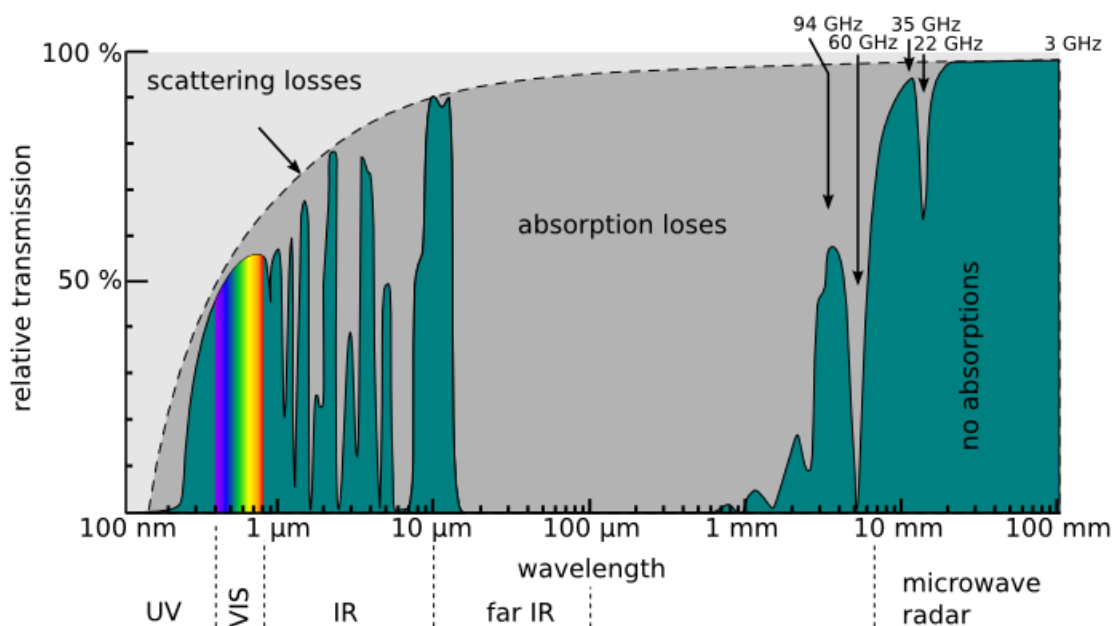 94 GHz
35 GHz
60 GHz
22 GHz
3 GHz
100 %
scattering losses
absorption loses
50 %
relative transmission
no absorptions
100 nm
1 µm
10 µm
100 µm
1 mm
10 mm
100 mm
wavelength
UV
VIS
IR
far IR
microwave
radar